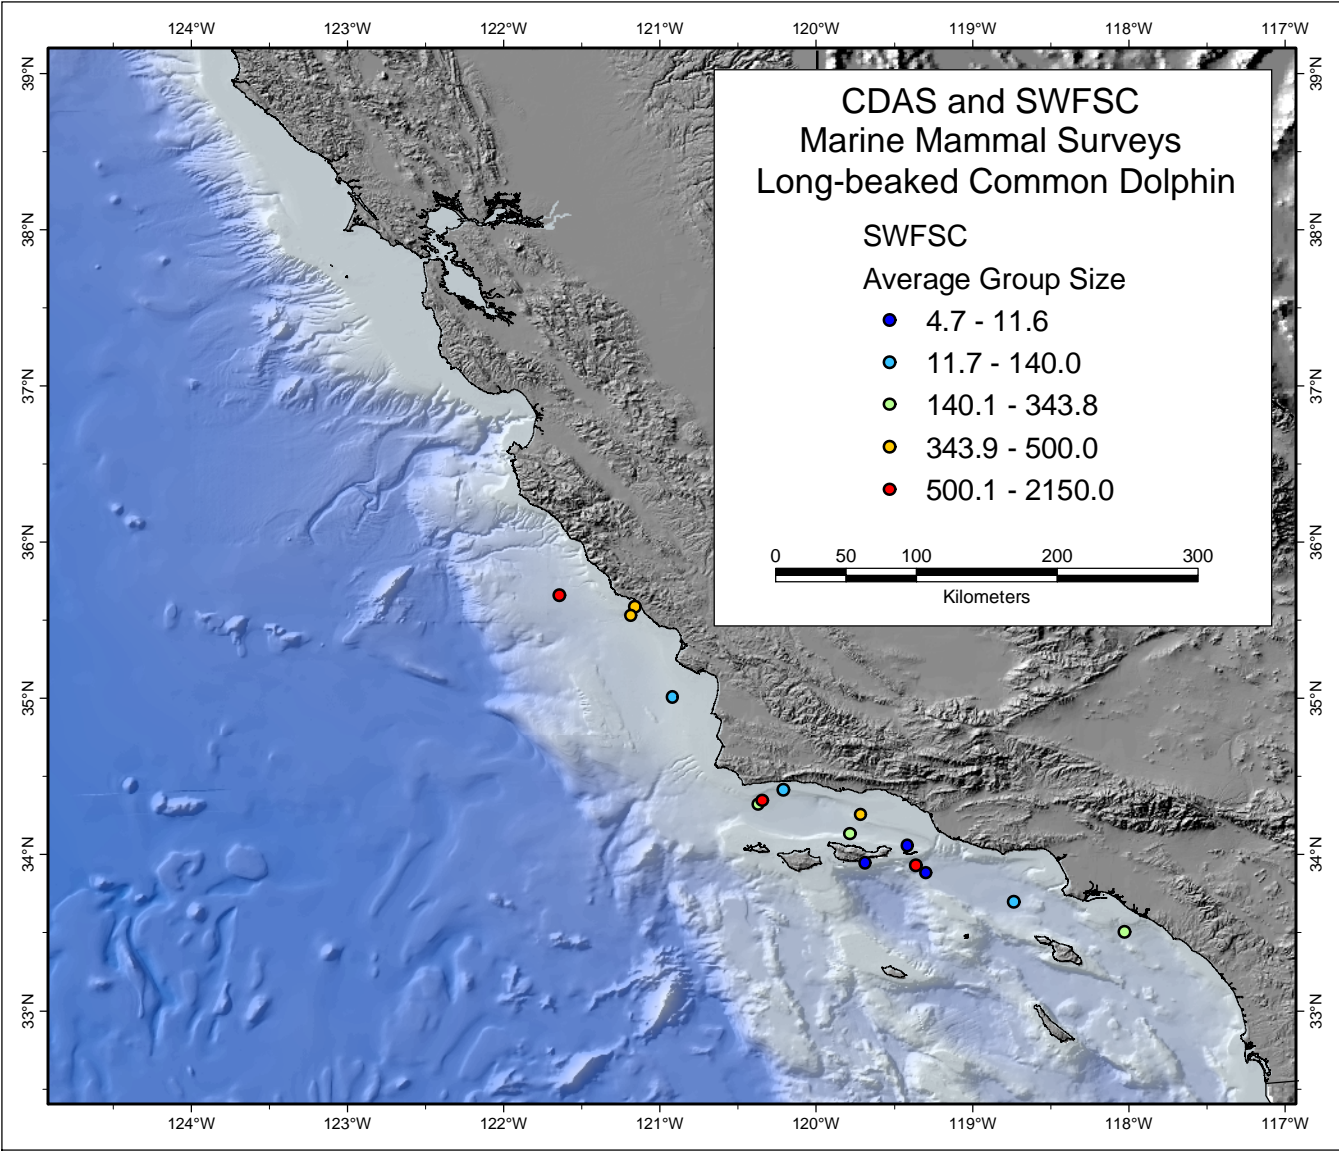 124°W 123°W 122°W 121°W 120°W 119°W 118°W 117°W
39°N 39°N
CDAS and SWFSC
Marine Mammal Surveys
Long-beaked Common Dolphin
38°N 38°N
SWFSC
Average Group Size
4.7 - 11.6
11.7 - 140.0
37°N 37°N
140.1 - 343.8
343.9 - 500.0
500.1 - 2150.0
36°N 36°N
0 50 100 200 300
Kilometers
35°N 35°N
34°N 34°N
33°N 33°N
124°W 123°W 122°W 121°W 120°W 119°W 118°W 117°W